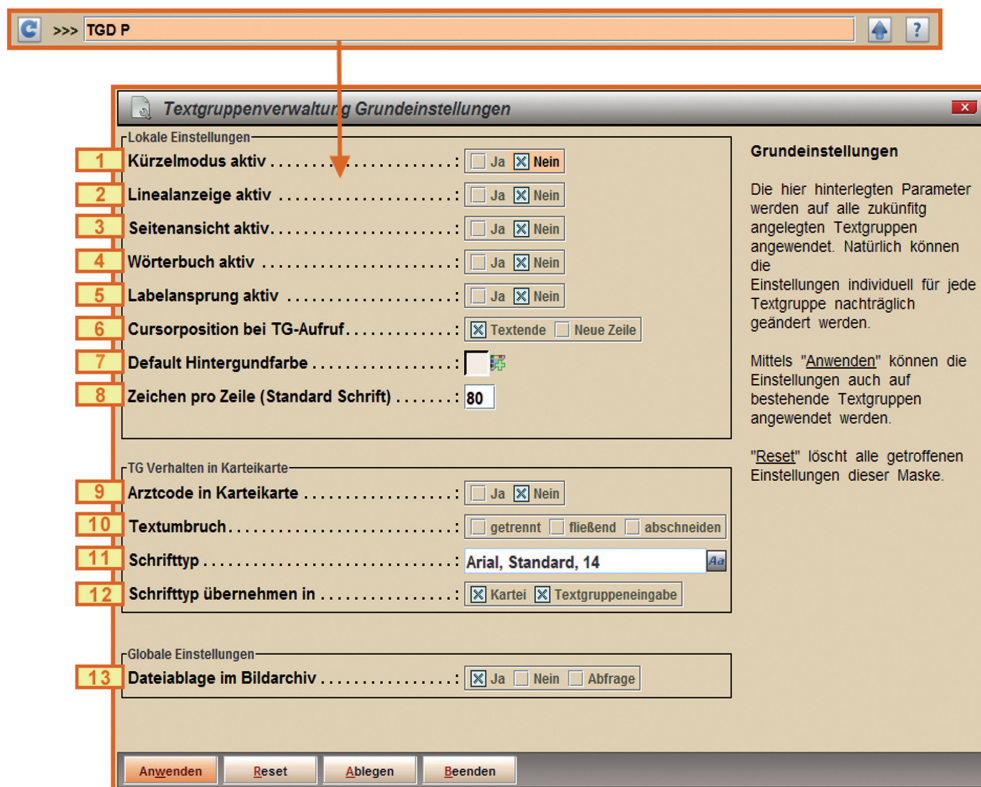 >>> TGD P ?
Textgruppenverwaltung Grundeinstellungen
Lokale Einstellungen
1 Kürzelmodus aktiv . . . . . . . . . . . . . . . . . . . . . . : Ja Nein
2 Linealanzeige aktiv . . . . . . . . . . . . . . . . . . . . . : Ja Nein
3 Seitenansicht aktiv. . . . . . . . . . . . . . . . . . . . . . : Ja Nein
4 Wörterbuch aktiv . . . . . . . . . . . . . . . . . . . . . . . : Ja Nein
5 Labelansprung aktiv . . . . . . . . . . . . . . . . . . . . : Ja Nein
6 Cursorposition bei TG-Aufruf. . . . . . . . . . . . . : Textende Neue Zeile
7 Default Hintergundfarbe . . . . . . . . . . . . . . . . . :
8 Zeichen pro Zeile (Standard Schrift) . . . . . . . : 80
TG Verhalten in Karteikarte
9 Arztcode in Karteikarte . . . . . . . . . . . . . . . . . . : Ja Nein
10 Textumbruch. . . . . . . . . . . . . . . . . . . . . . . . . . . : getrennt fließend abschneiden
11 Schrifttyp . . . . . . . . . . . . . . . . . . . . . . . . . . . . . : Arial, Standard, 14 Aa
12 Schrifttyp übernehmen in . . . . . . . . . . . . . . . . : Kartei Textgruppeneingabe
Globale Einstellungen
13 Dateiablage im Bildarchiv . . . . . . . . . . . . . . . . : Ja Nein Abfrage
Grundeinstellungen
Die hier hinterlegten Parameter
werden auf alle zukünfitg
angelegten Textgruppen
angewendet. Natürlich können
die
Einstellungen individuell für jede
Textgruppe nachträglich
geändert werden.
Mittels "Anwenden" können die
Einstellungen auch auf
bestehende Textgruppen
angewendet werden.
"Reset" löscht alle getroffenen
Einstellungen dieser Maske.
Anwenden Reset Ablegen Beenden